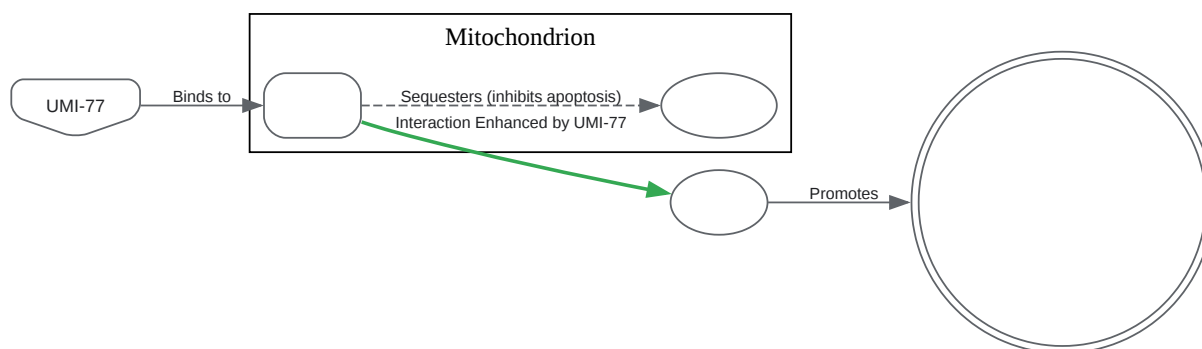 Mitochondrion
UMI-77
Binds to
Sequesters (inhibits apoptosis)
Interaction Enhanced by UMI-77
Promotes